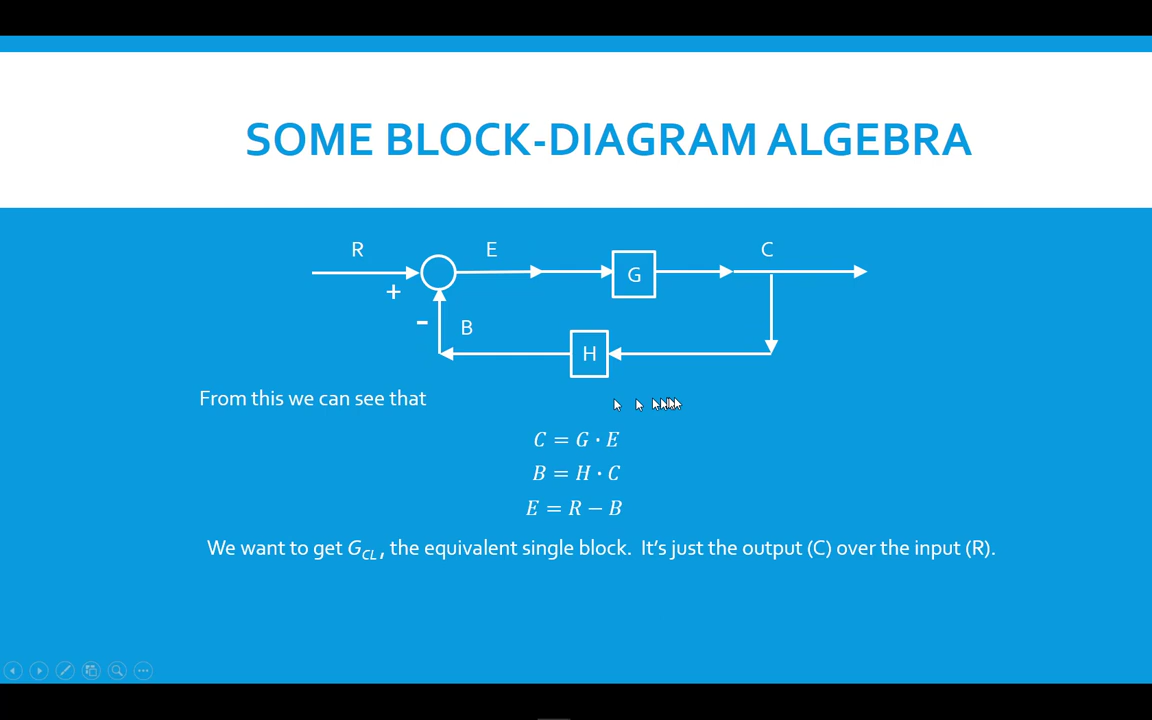 SOME BLOCK-DIAGRAM ALGEBRA
R E C
+ G
- B
H
From this we can see that
C = G · E
B = H · C
E = R − B
We want to get G_CL, the equivalent single block. It's just the output (C) over the input (R).